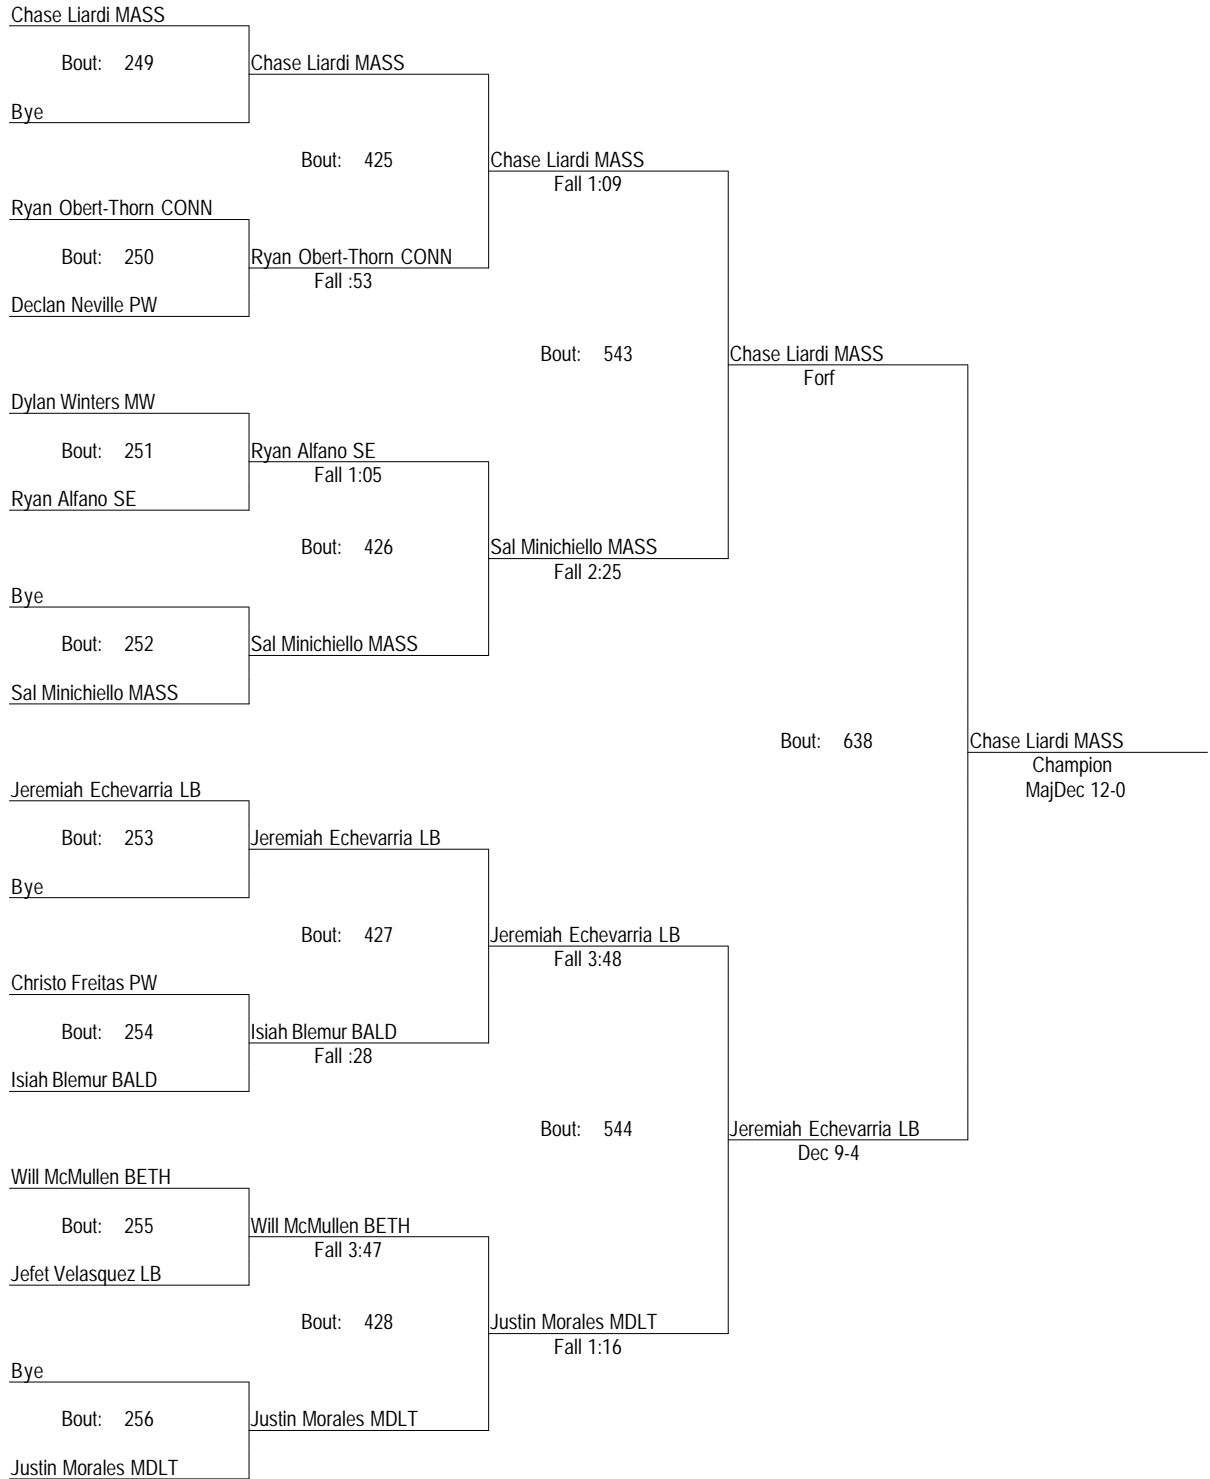 Chase Liardi MASS
Bout: 249 Chase Liardi MASS
Bye
Bout: 425 Chase Liardi MASS
Fall 1:09
Ryan Obert-Thorn CONN
Bout: 250 Ryan Obert-Thorn CONN
Fall :53
Declan Neville PW
Bout: 543 Chase Liardi MASS
Forf
Dylan Winters MW
Bout: 251 Ryan Alfano SE
Fall 1:05
Ryan Alfano SE
Bout: 426 Sal Minichiello MASS
Fall 2:25
Bye
Bout: 252 Sal Minichiello MASS
Sal Minichiello MASS
Bout: 638 Chase Liardi MASS
Champion
MajDec 12-0
Jeremiah Echevarria LB
Bout: 253 Jeremiah Echevarria LB
Bye
Bout: 427 Jeremiah Echevarria LB
Fall 3:48
Christo Freitas PW
Bout: 254 Isiah Blemur BALD
Fall :28
Isiah Blemur BALD
Bout: 544 Jeremiah Echevarria LB
Dec 9-4
Will McMullen BETH
Bout: 255 Will McMullen BETH
Fall 3:47
Jefet Velasquez LB
Bout: 428 Justin Morales MDLT
Fall 1:16
Bye
Bout: 256 Justin Morales MDLT
Justin Morales MDLT